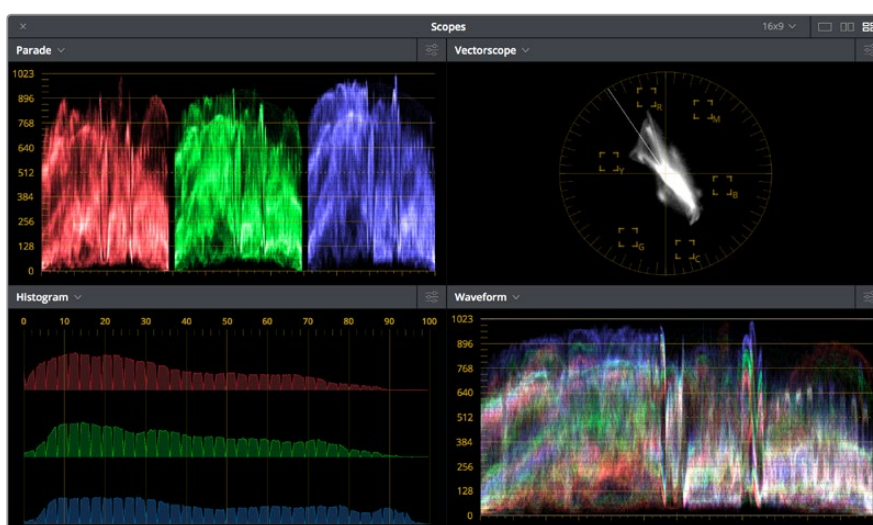 × Scopes 16x9
Parade
Vectorscope
1023
896
768
640
512
384
256
128
0
R
M
Y
B
G
C
Histogram
Waveform
0 10 20 30 40 50 60 70 80 90 100
1023
896
768
640
512
384
256
128
0